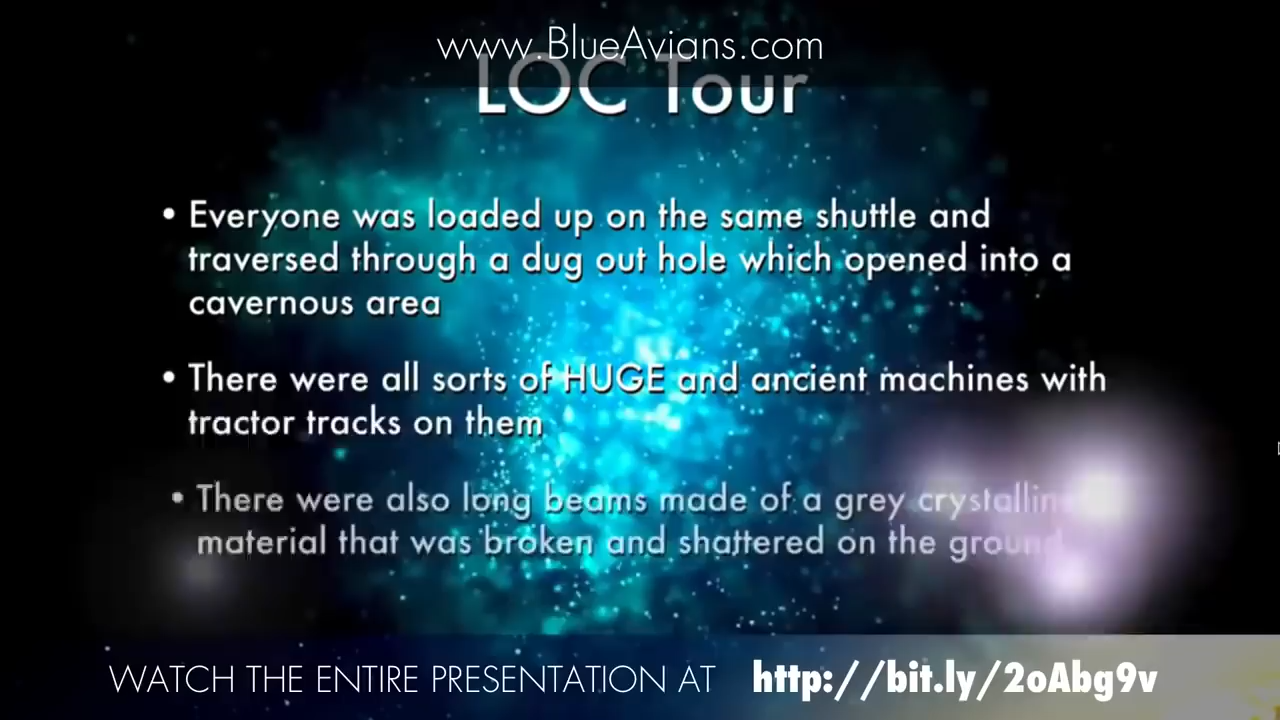 www.BlueAvians.com
LOC Tour
• Everyone was loaded up on the same shuttle and
traversed through a dug out hole which opened into a
cavernous area
• There were all sorts of HUGE and ancient machines with
tractor tracks on them
• There were also long beams made of a grey crystalline
material that was broken and shattered on the ground
WATCH THE ENTIRE PRESENTATION AT http://bit.ly/2oAbg9v